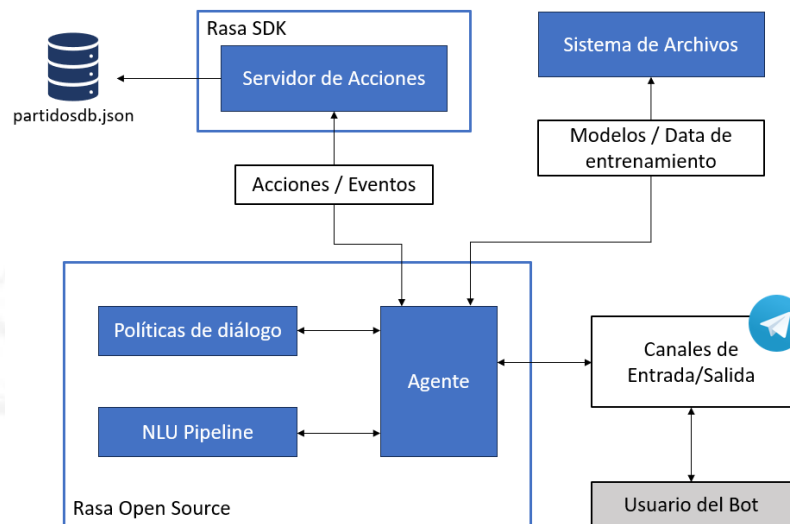 Rasa SDK
Servidor de Acciones
partidosdb.json
Sistema de Archivos
Modelos / Data de
entrenamiento
Acciones / Eventos
Políticas de diálogo
Agente
NLU Pipeline
Rasa Open Source
Canales de
Entrada/Salida
Usuario del Bot